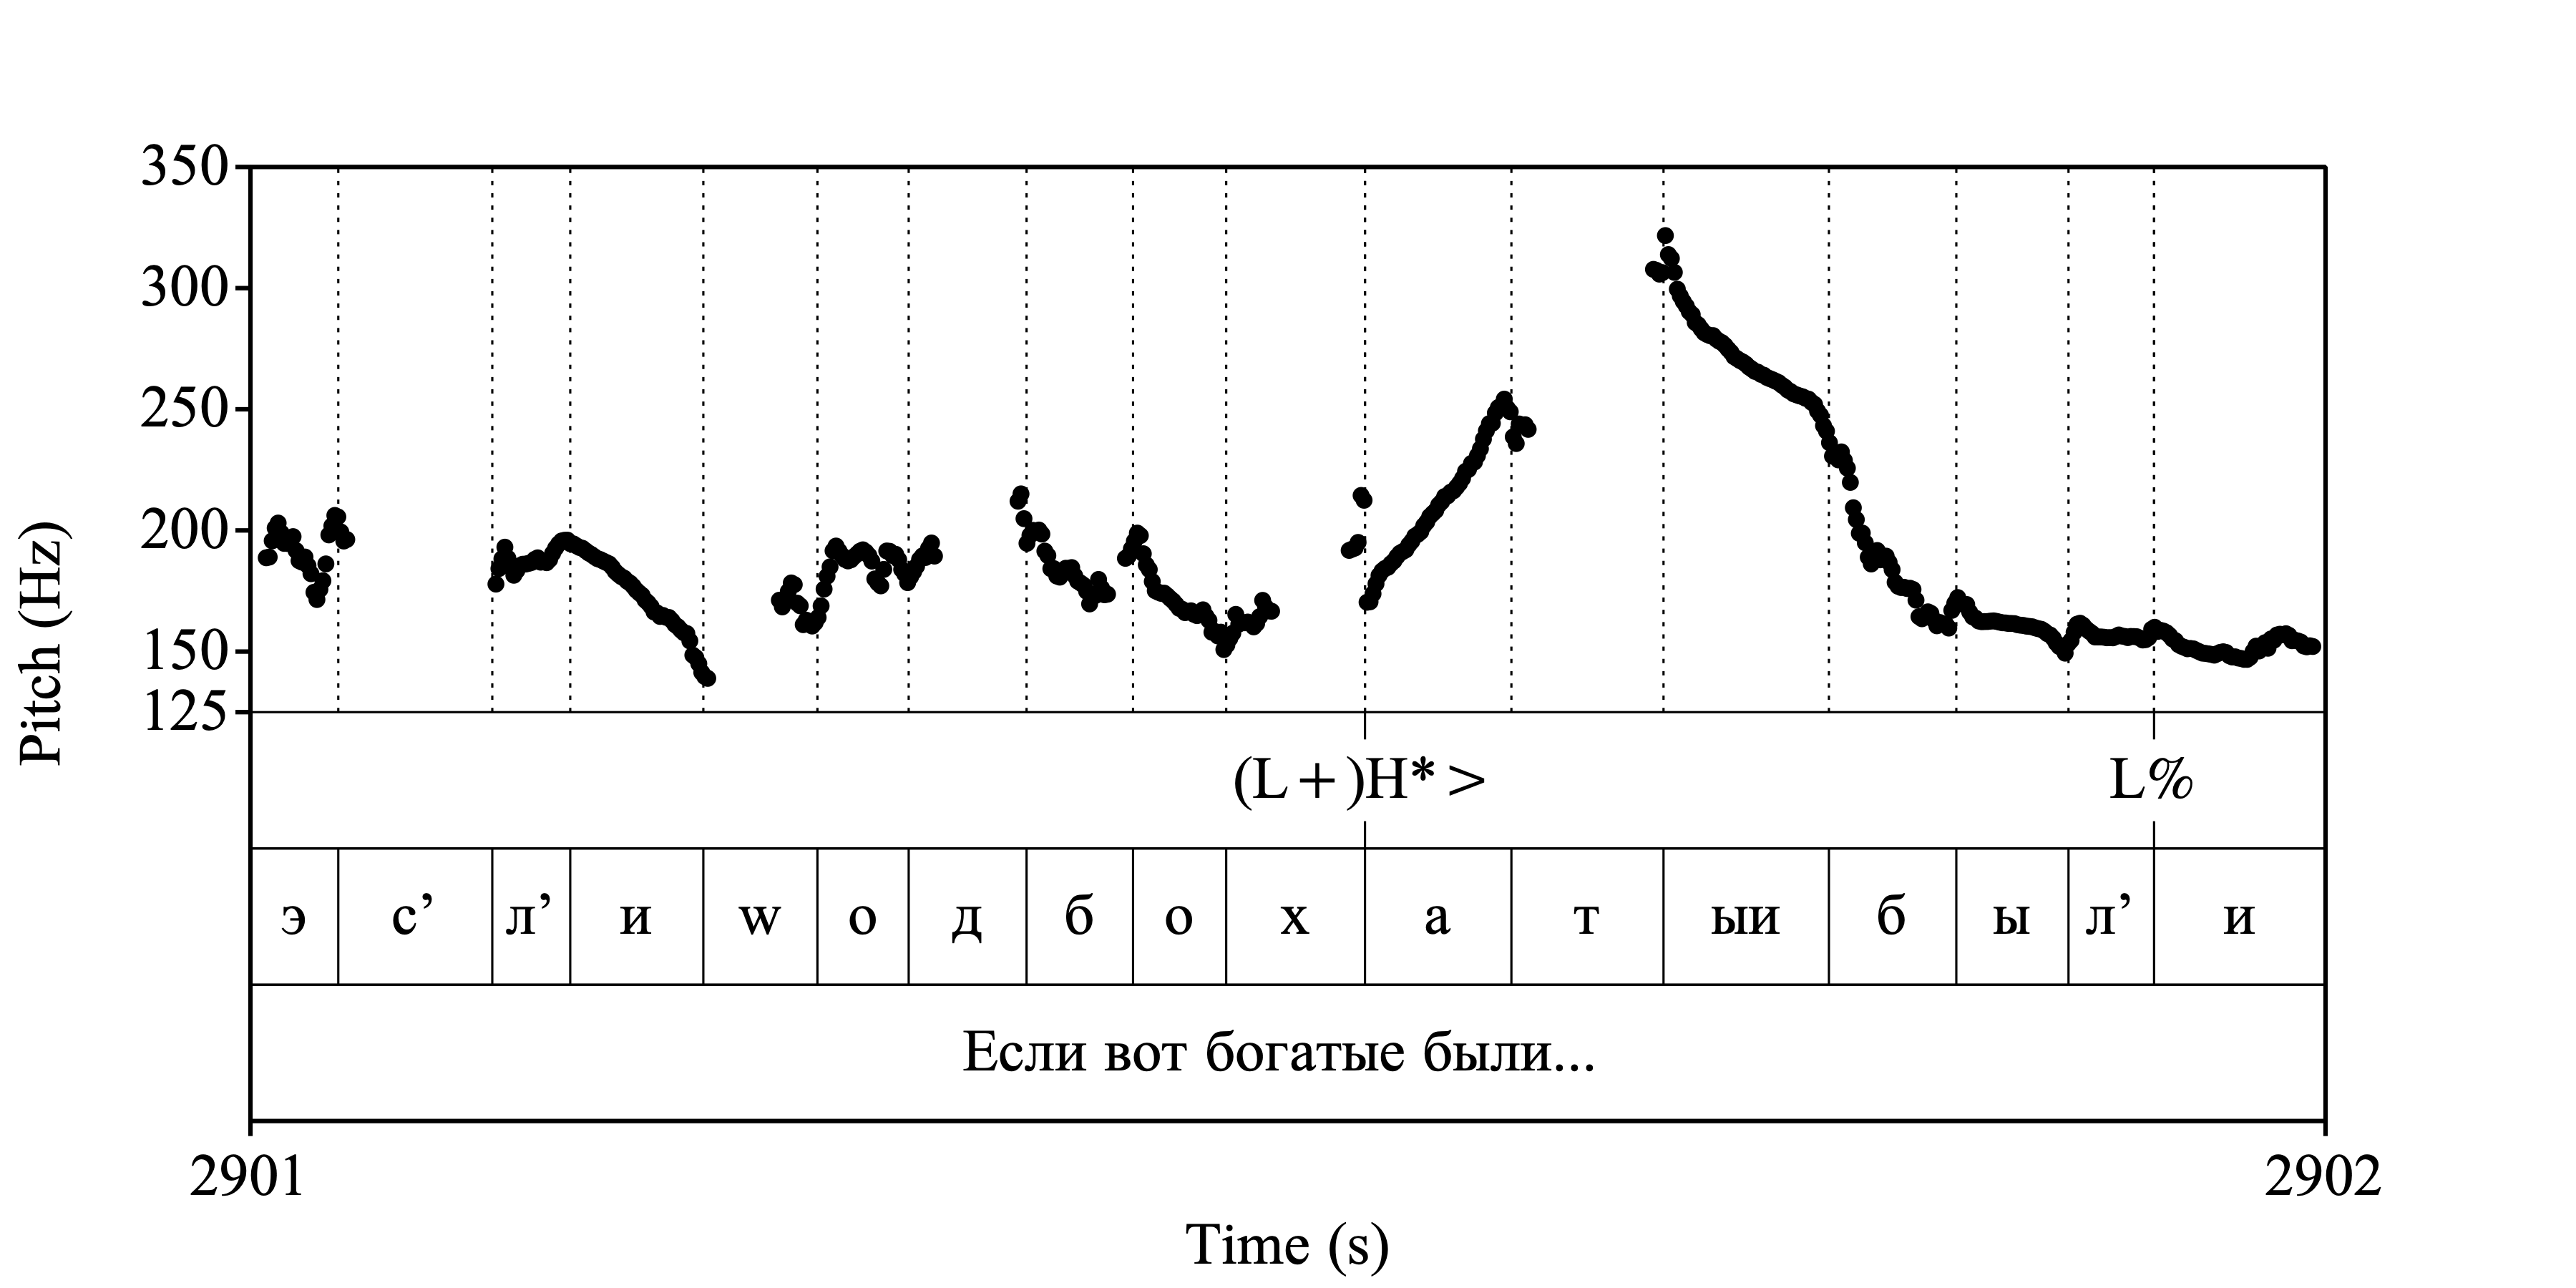 350
300
250
200
150
125
Pitch (Hz)
(L+)H*> L%
э с’ л’ и w о д б о х а т ыи б ы л’ и
Если вот богатые были...
2901 2902
Time (s)